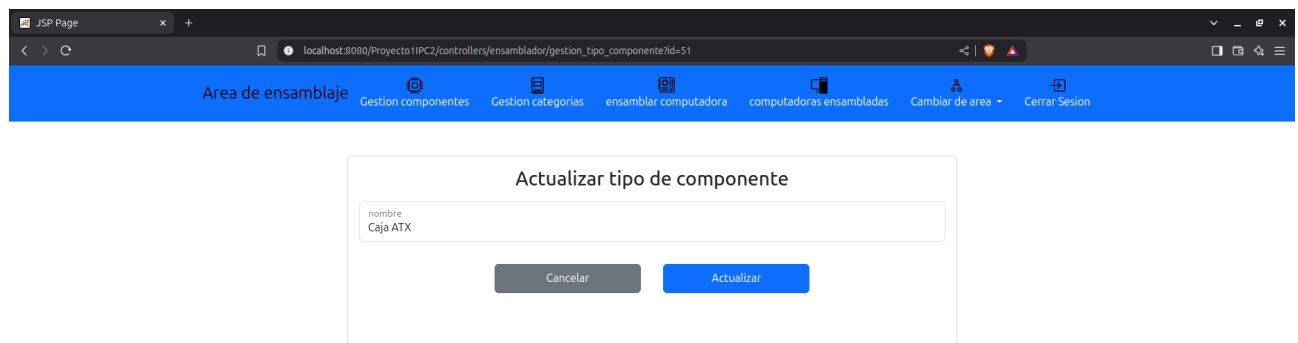 JSP Page
localhost:8080/Proyecto1IPC2/controllers/ensamblador/gestion_tipo_componente?id=51
Area de ensamblaje
Gestion componentes
Gestion categorias
ensamblar computadora
computadoras ensambladas
Cambiar de area
Cerrar Sesion
Actualizar tipo de componente
nombre
Caja ATX
Cancelar
Actualizar